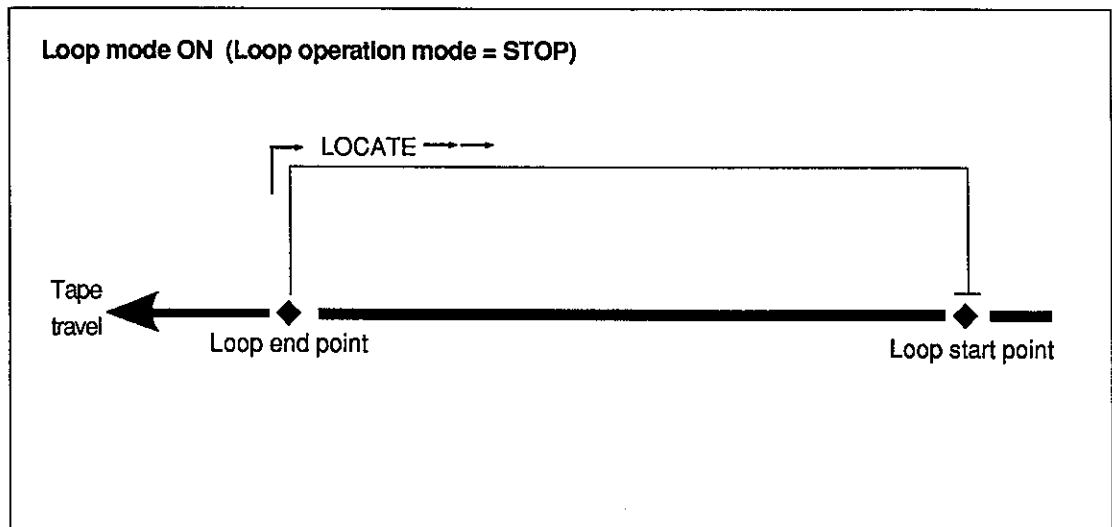 Loop mode ON (Loop operation mode = STOP)
LOCATE
Tape
travel
Loop end point
Loop start point